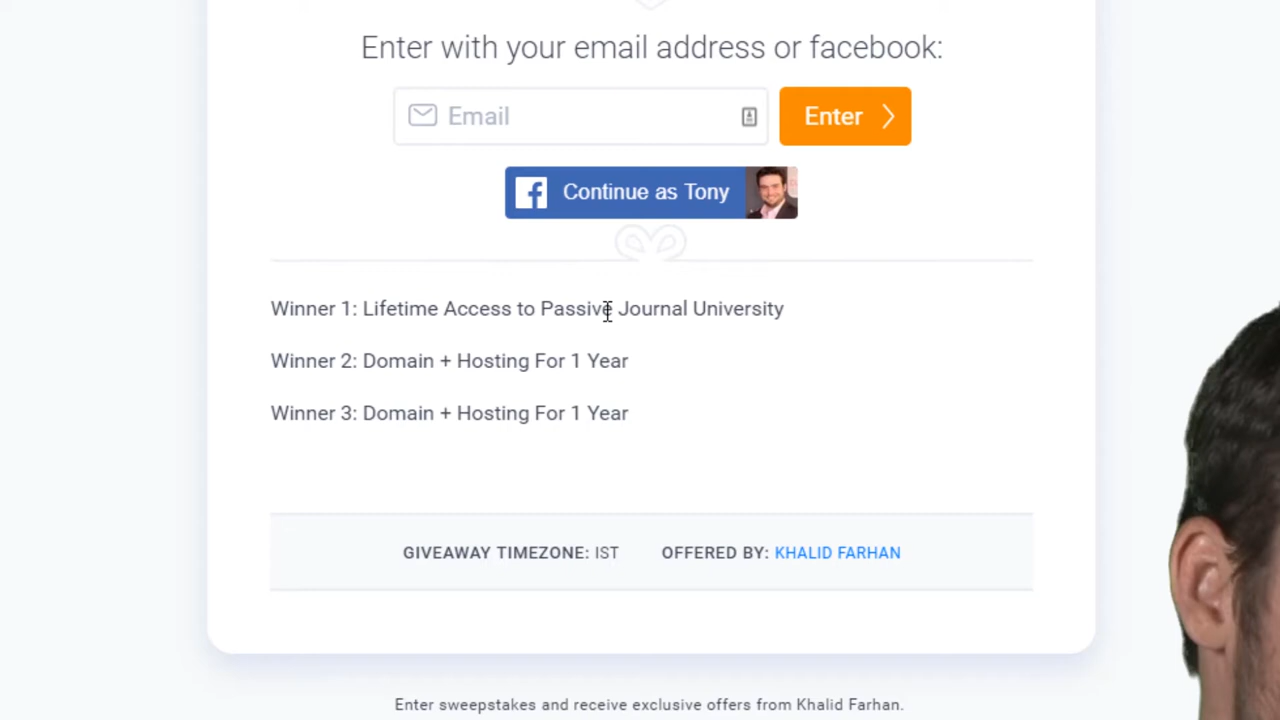 Enter with your email address or facebook:
Email
Enter
Continue as Tony
Winner 1: Lifetime Access to Passive Journal University
Winner 2: Domain + Hosting For 1 Year
Winner 3: Domain + Hosting For 1 Year
GIVEAWAY TIMEZONE: IST OFFERED BY: KHALID FARHAN
Enter sweepstakes and receive exclusive offers from Khalid Farhan.